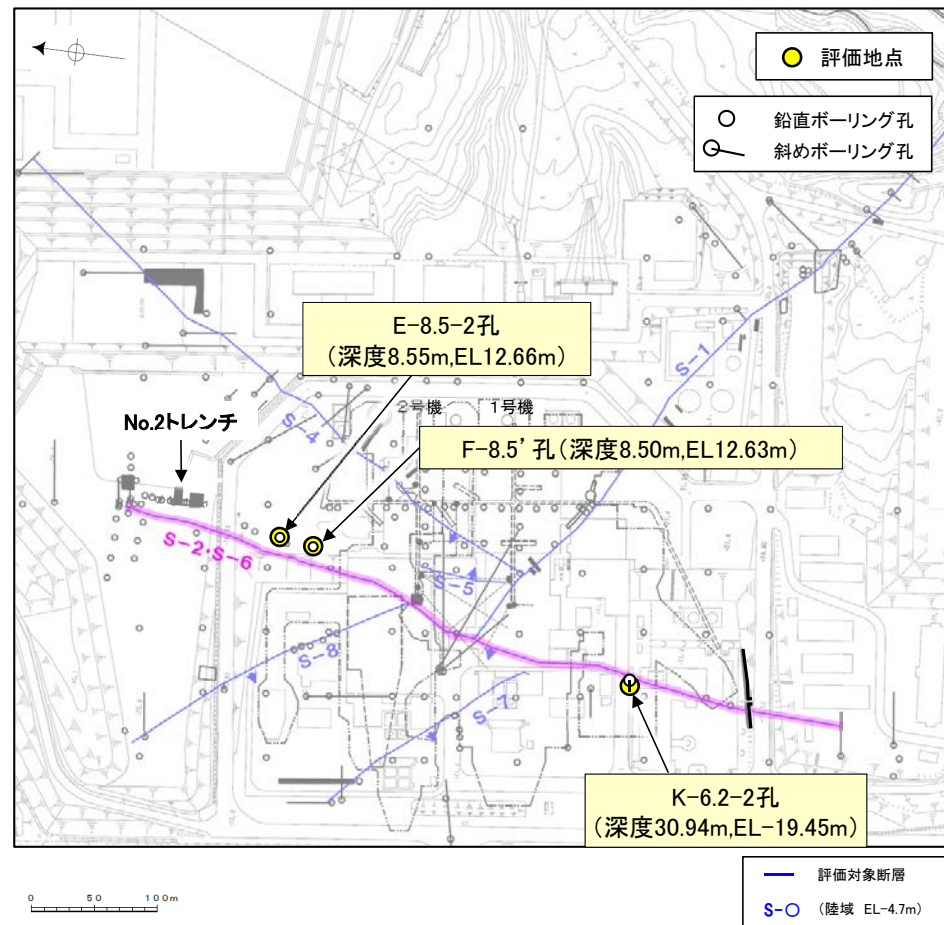 評価地点
鉛直ボーリング孔
斜めボーリング孔
E-8.5-2孔
(深度8.55m,EL12.66m)
S-1
2号機
1号機
No.2トレンチ
S-4
F-8.5’孔(深度8.50m,EL12.63m)
S-2・S-6
S-5
S-8
S-7
K-6.2-2孔
(深度30.94m,EL-19.45m)
0 50 100m
評価対象断層
S-○ (陸域 EL-4.7m)